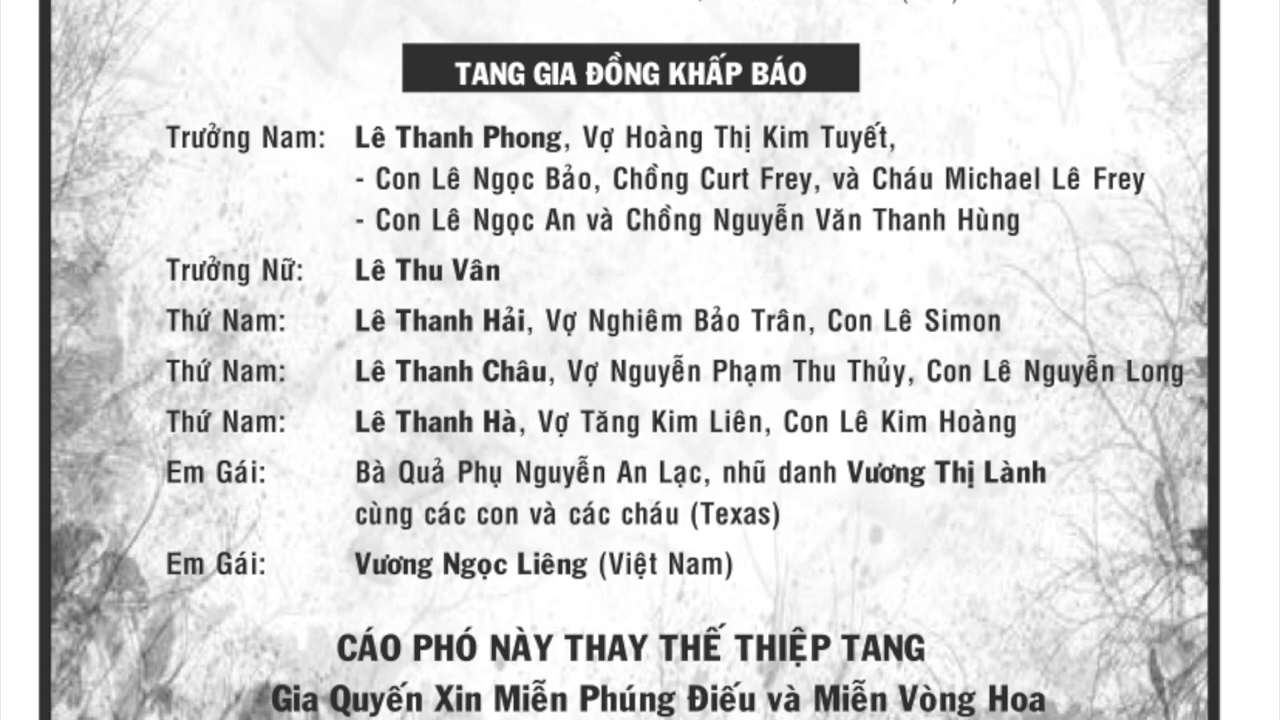 TANG GIA ĐỒNG KHẤP BÁO
Trưởng Nam: Lê Thanh Phong, Vợ Hoàng Thị Kim Tuyết,
- Con Lê Ngọc Bảo, Chồng Curt Frey, và Cháu Michael Lê Frey
- Con Lê Ngọc An và Chồng Nguyễn Văn Thanh Hùng
Trưởng Nữ: Lê Thu Vân
Thứ Nam: Lê Thanh Hải, Vợ Nghiêm Bảo Trân, Con Lê Simon
Thứ Nam: Lê Thanh Châu, Vợ Nguyễn Phạm Thu Thủy, Con Lê Nguyễn Long
Thứ Nam: Lê Thanh Hà, Vợ Tăng Kim Liên, Con Lê Kim Hoàng
Em Gái: Bà Quả Phụ Nguyễn An Lạc, nhũ danh Vương Thị Lành
cùng các con và các cháu (Texas)
Em Gái: Vương Ngọc Liêng (Việt Nam)
CÁO PHÓ NÀY THAY THẾ THIỆP TANG
Gia Quyến Xin Miễn Phúng Điếu và Miễn Vòng Hoa